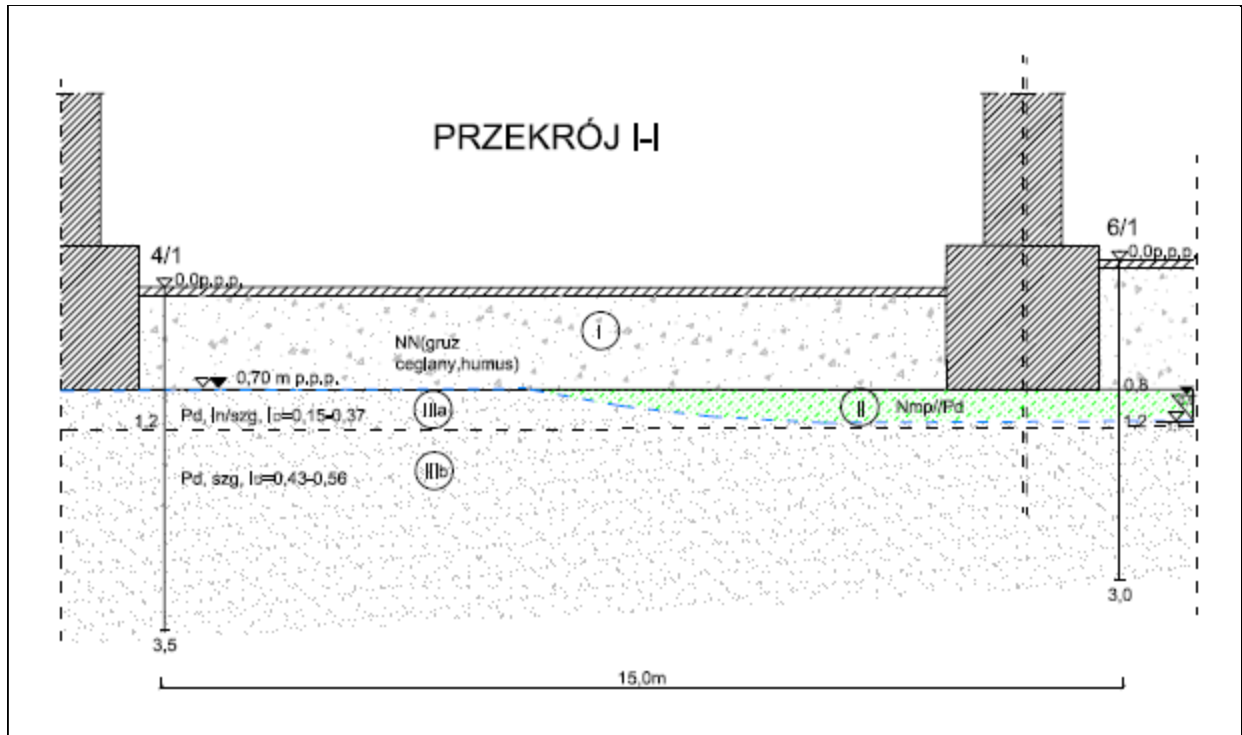 PRZEKRÓJ I-I
4/1
6/1
0,0p.p.p.
0,0p.p.p.
I
NN(gruz
ceglany,humus)
0,70 m p.p.p.
0,8
1,2
Pd, ln/szg, ID=0,15-0,37
IIIa
II
Nmp//Pd
1,2
Pd, szg, ID=0,43-0,56
IIIb
3,0
3,5
15,0m